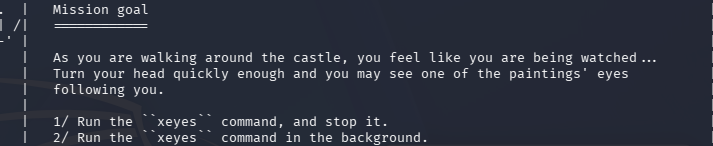 Mission goal
============
As you are walking around the castle, you feel like you are being watched...
Turn your head quickly enough and you may see one of the paintings' eyes
following you.
1/ Run the ``xeyes`` command, and stop it.
2/ Run the ``xeyes`` command in the background.